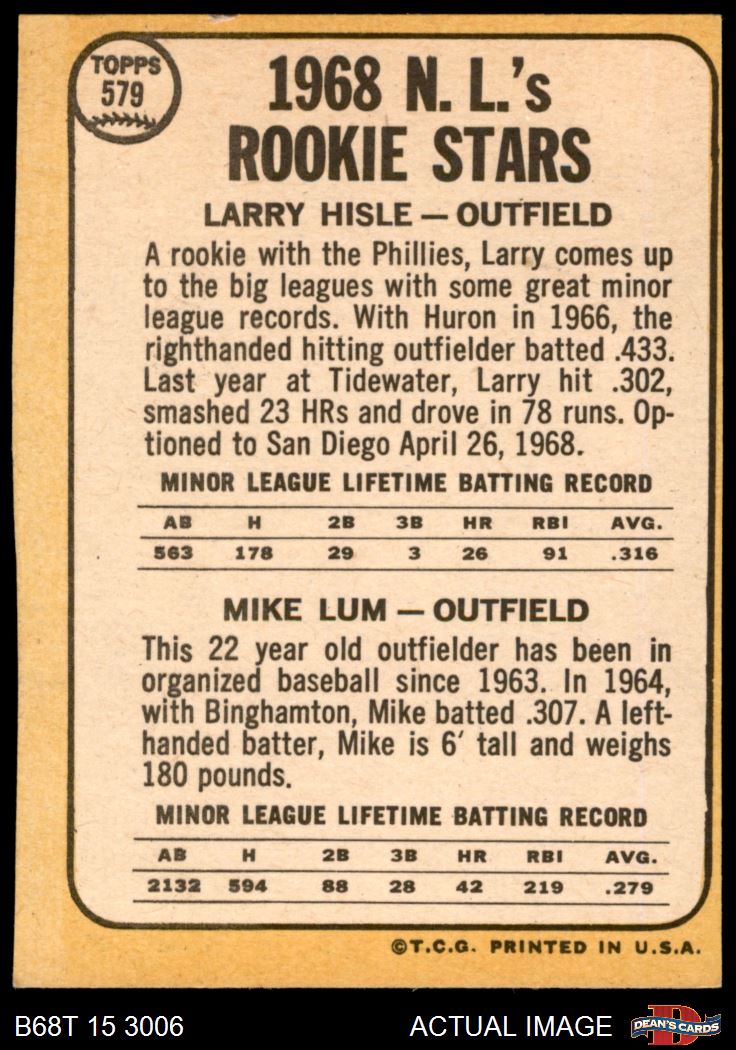 TOPPS
579
1968 N. L.'s
ROOKIE STARS
LARRY HISLE — OUTFIELD
A rookie with the Phillies, Larry comes up
to the big leagues with some great minor
league records. With Huron in 1966, the
righthanded hitting outfielder batted .433.
Last year at Tidewater, Larry hit .302,
smashed 23 HRs and drove in 78 runs. Op-
tioned to San Diego April 26, 1968.
MINOR LEAGUE LIFETIME BATTING RECORD
AB H 2B 3B HR RBI AVG.
563 178 29 3 26 91 .316
MIKE LUM — OUTFIELD
This 22 year old outfielder has been in
organized baseball since 1963. In 1964,
with Binghamton, Mike batted .307. A left-
handed batter, Mike is 6′ tall and weighs
180 pounds.
MINOR LEAGUE LIFETIME BATTING RECORD
AB H 2B 3B HR RBI AVG.
2132 594 88 28 42 219 .279
©T.C.G. PRINTED IN U.S.A.
B68T 15 3006 ACTUAL IMAGE D DEAN'S CARDS